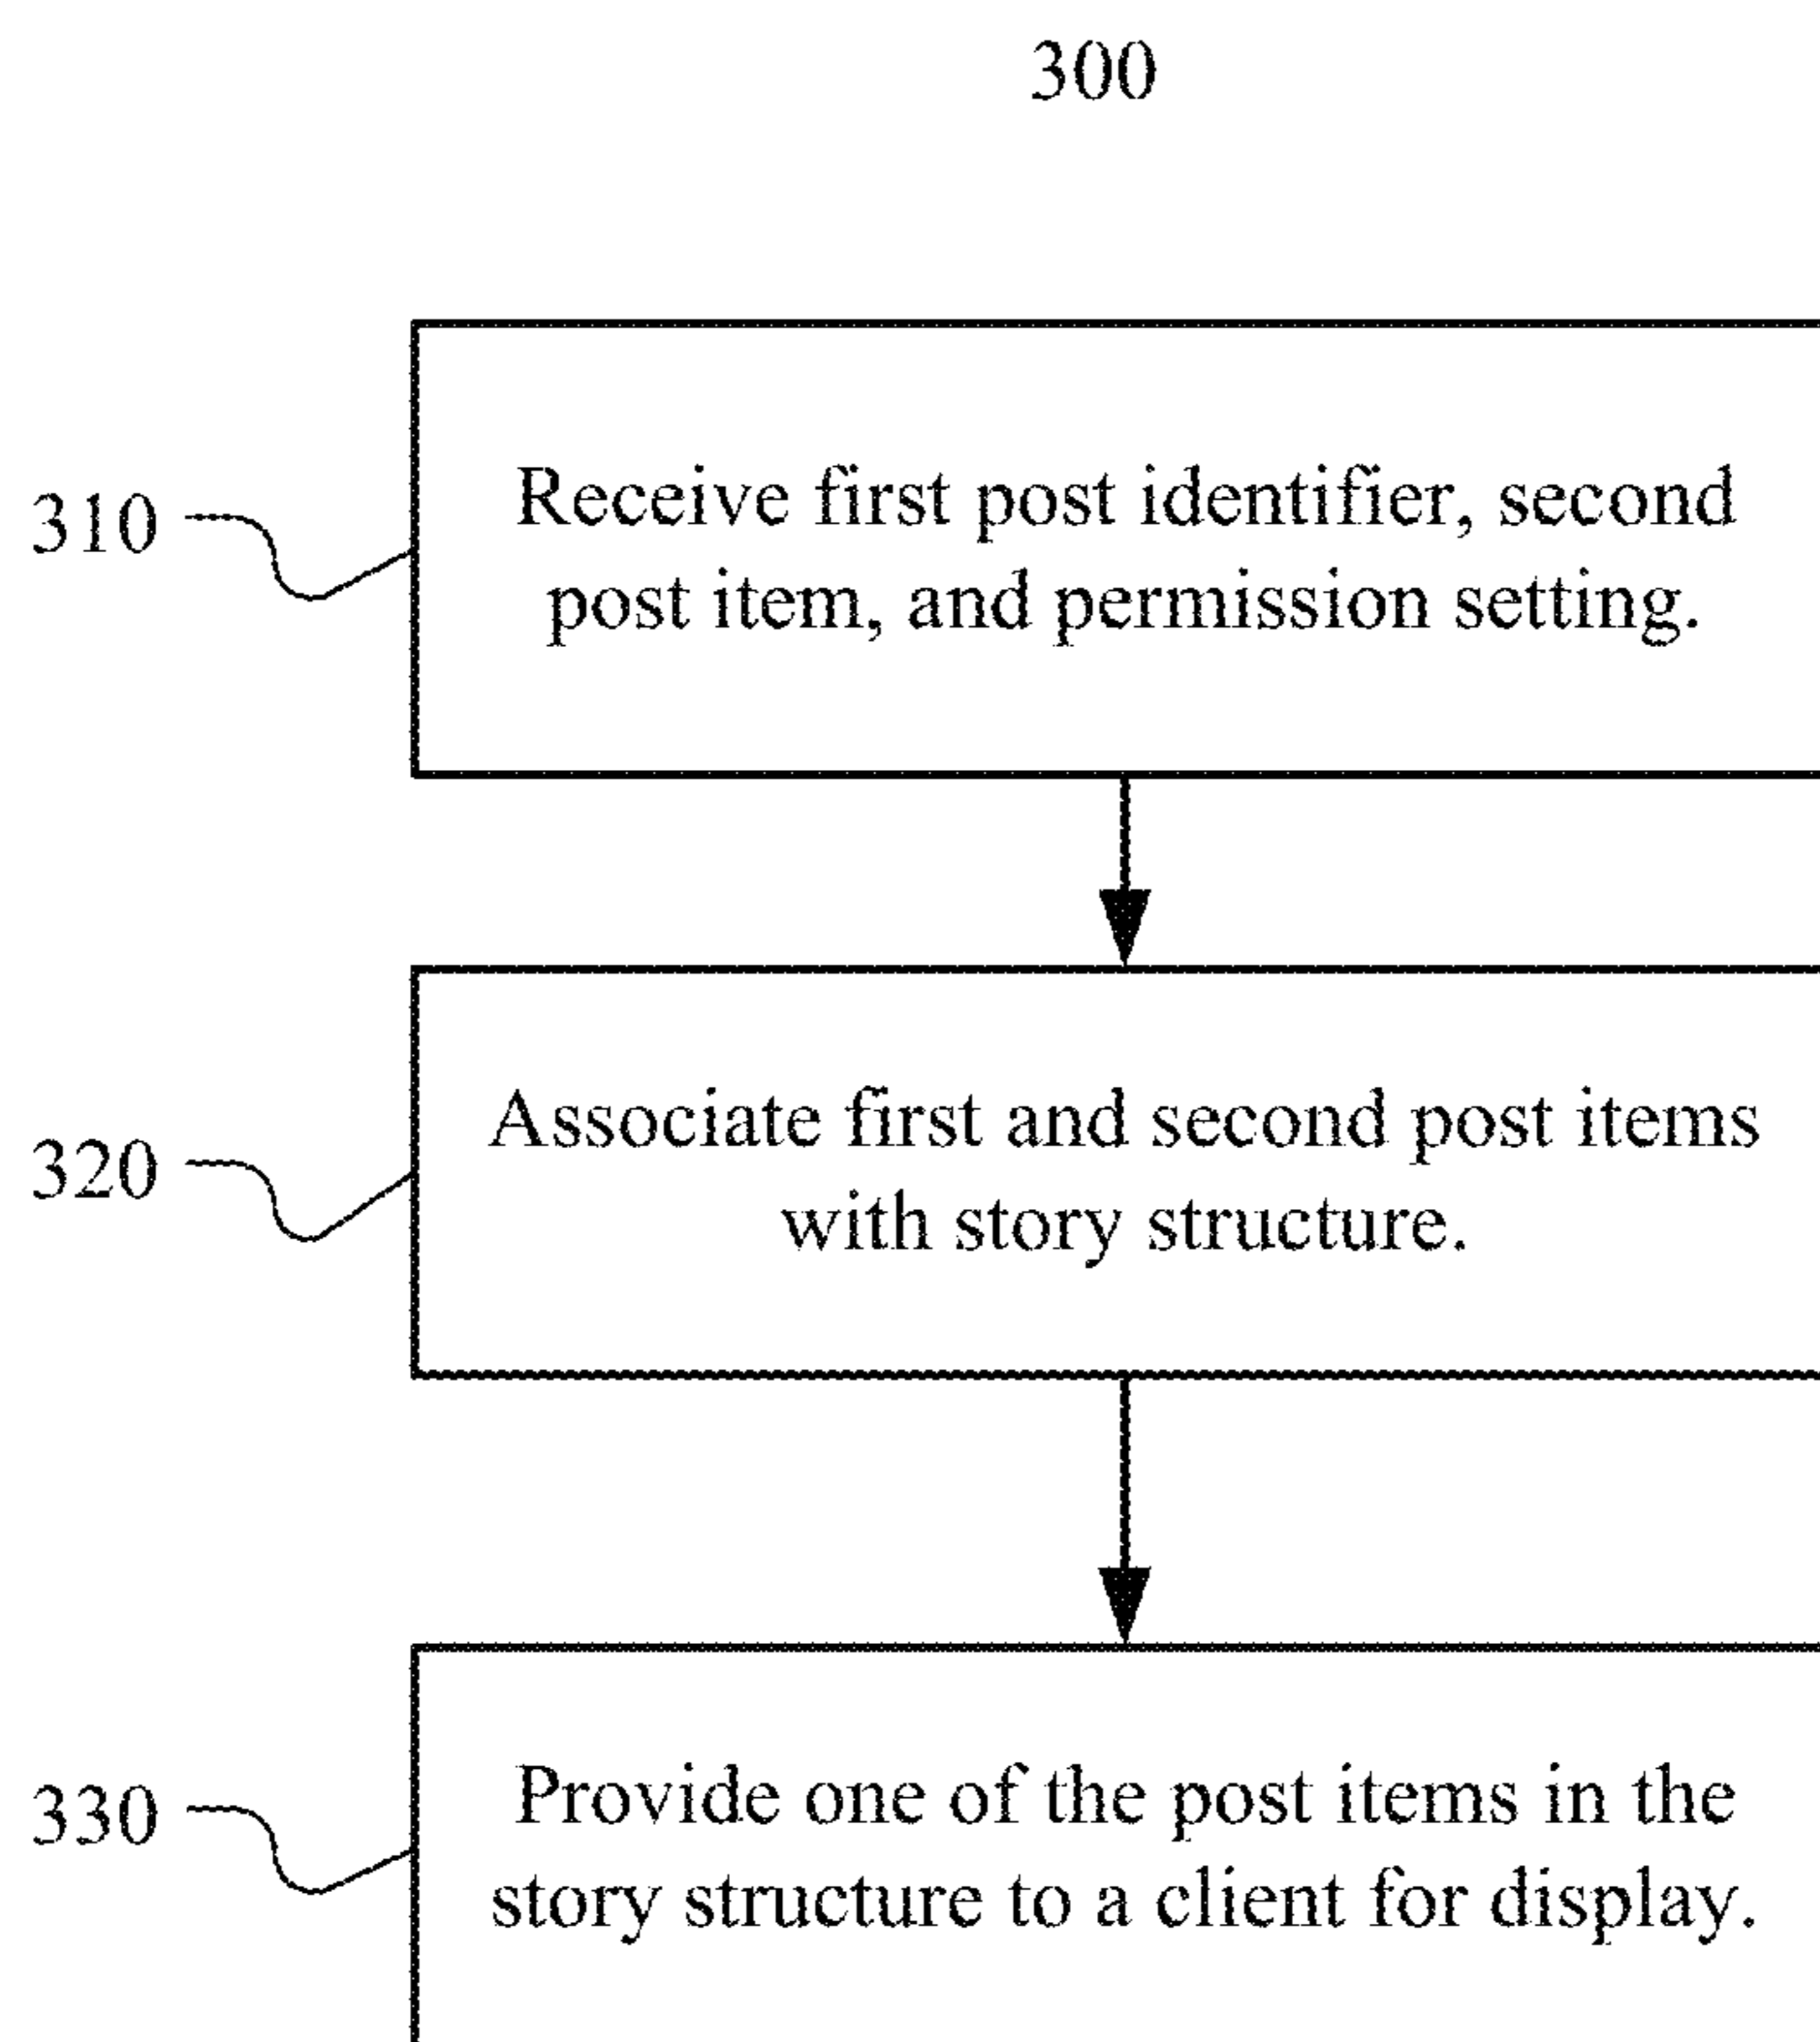 300
310
Receive first post identifier, second
post item, and permission setting.
320
Associate first and second post items
with story structure.
330
Provide one of the post items in the
story structure to a client for display.